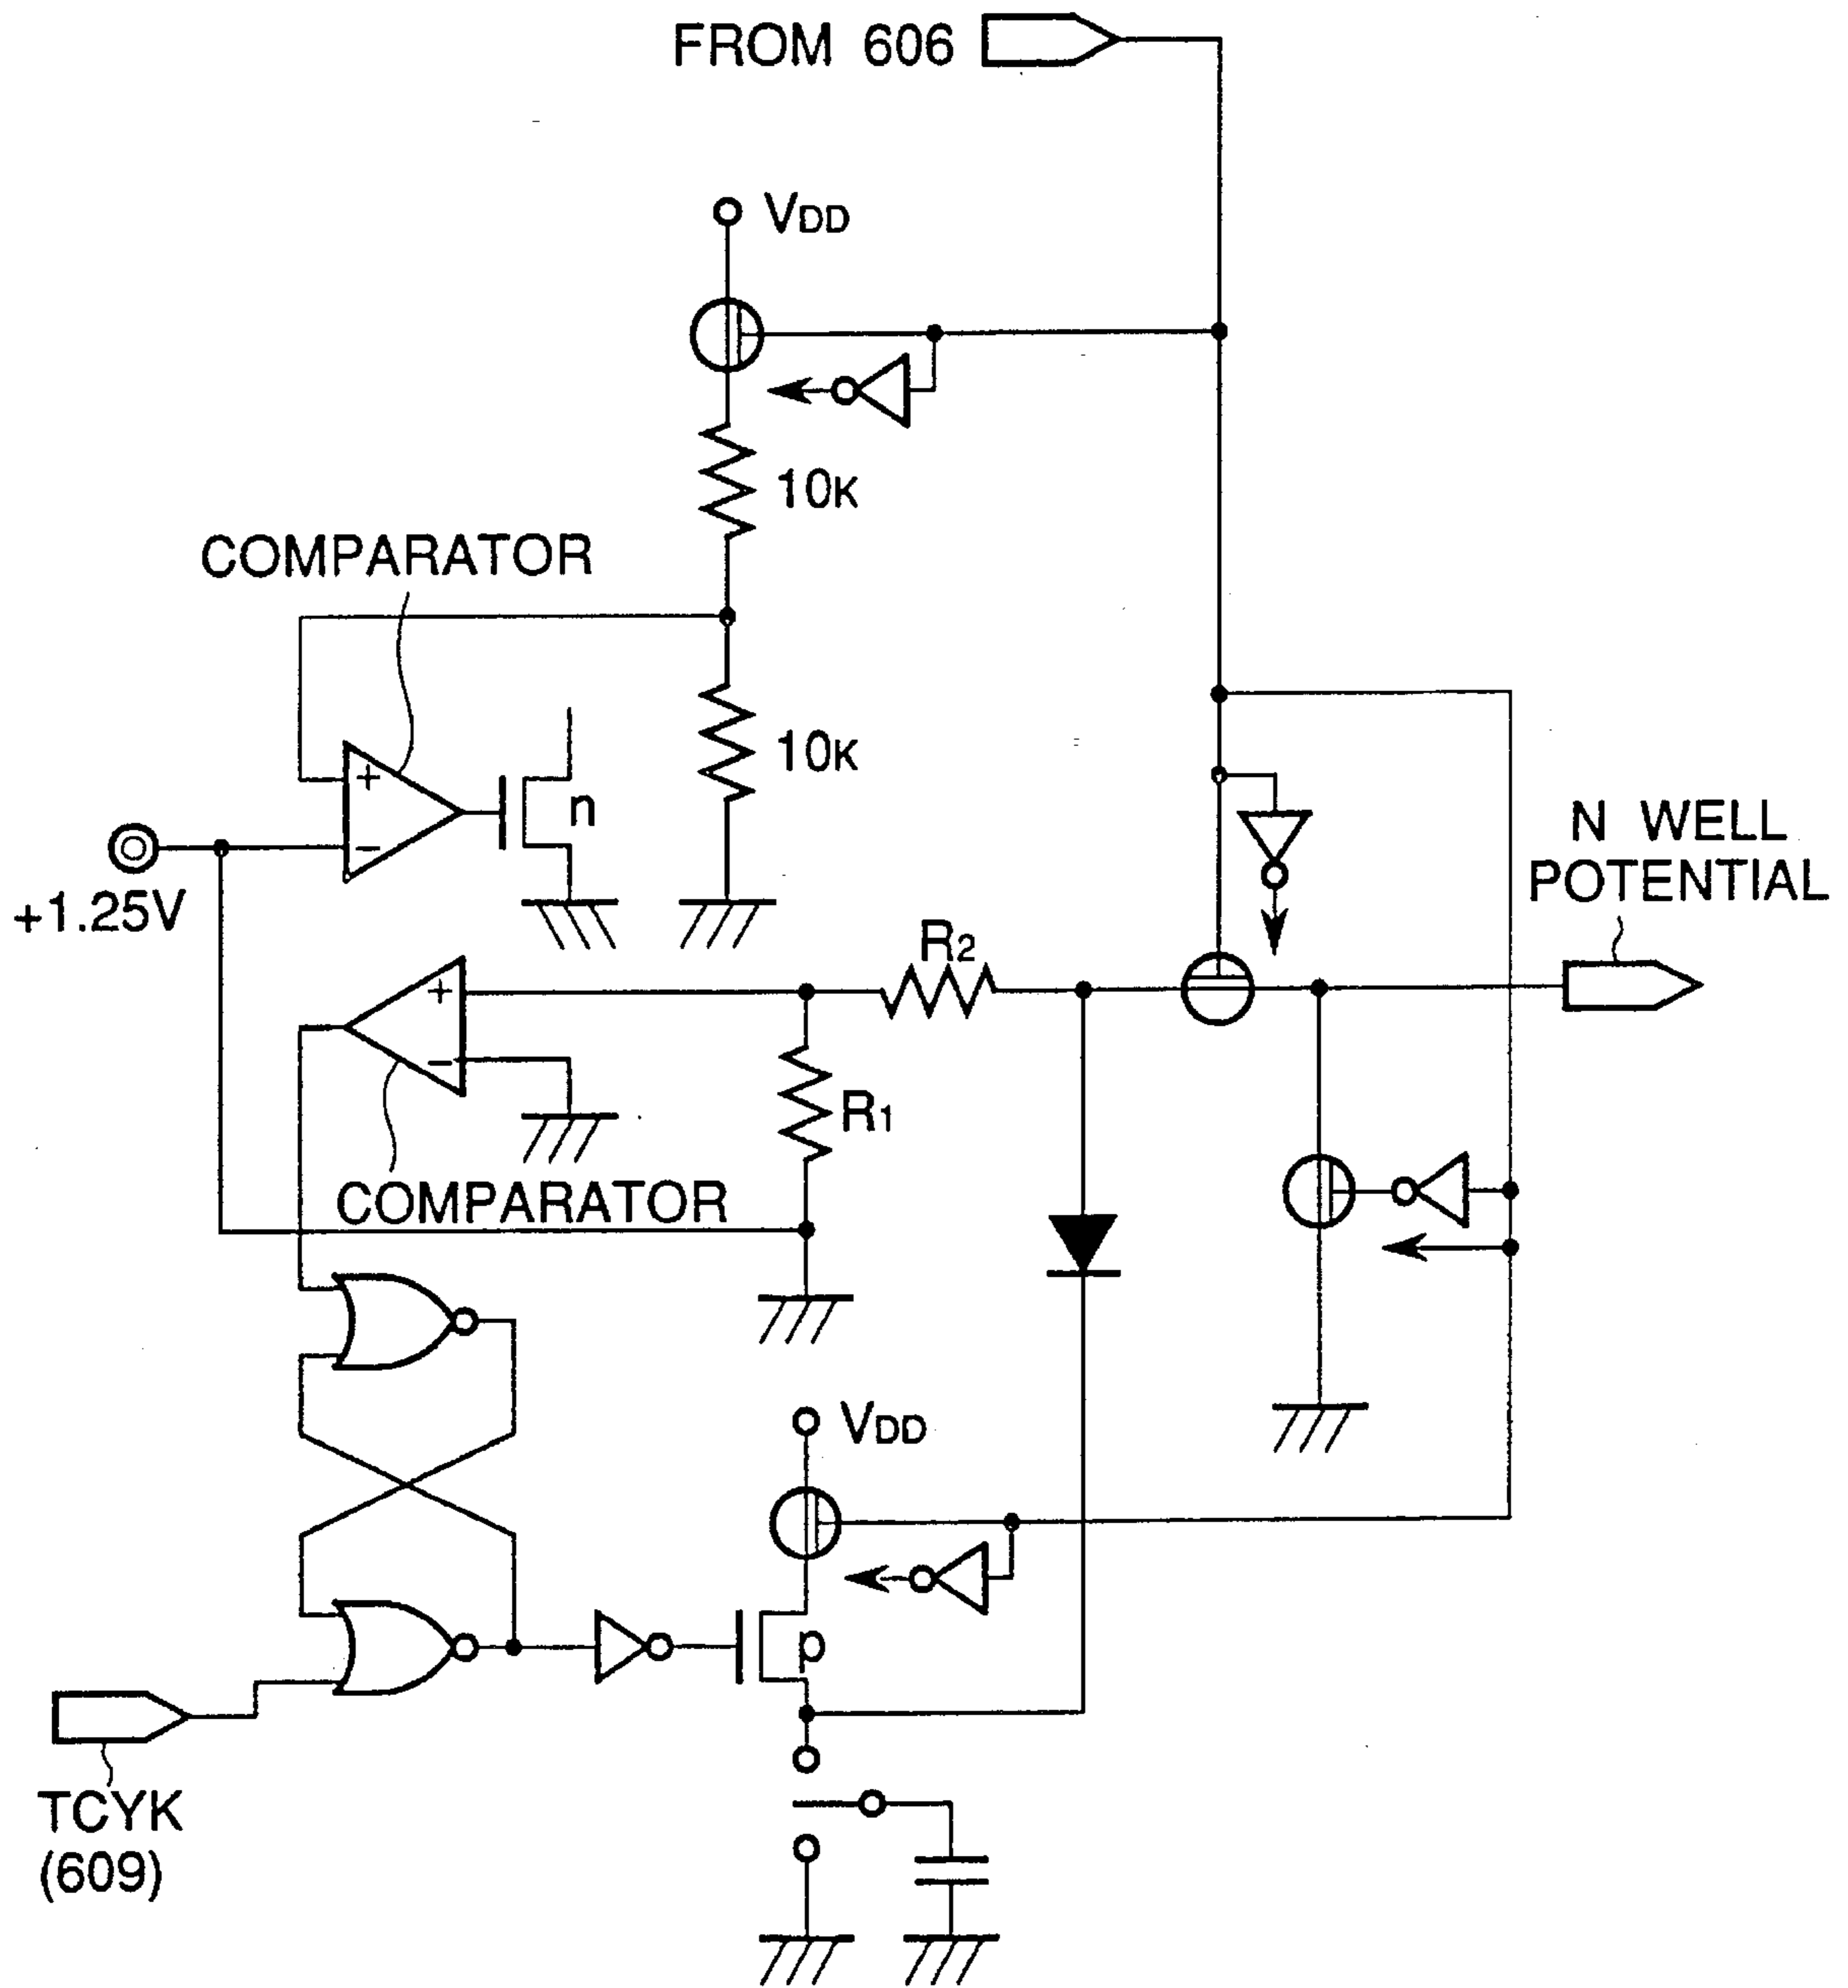 FROM 606
VDD
10K
COMPARATOR
10K
+
n
−
+1.25V
N WELL
POTENTIAL
R2
+
−
R1
COMPARATOR
VDD
p
TCYK
(609)